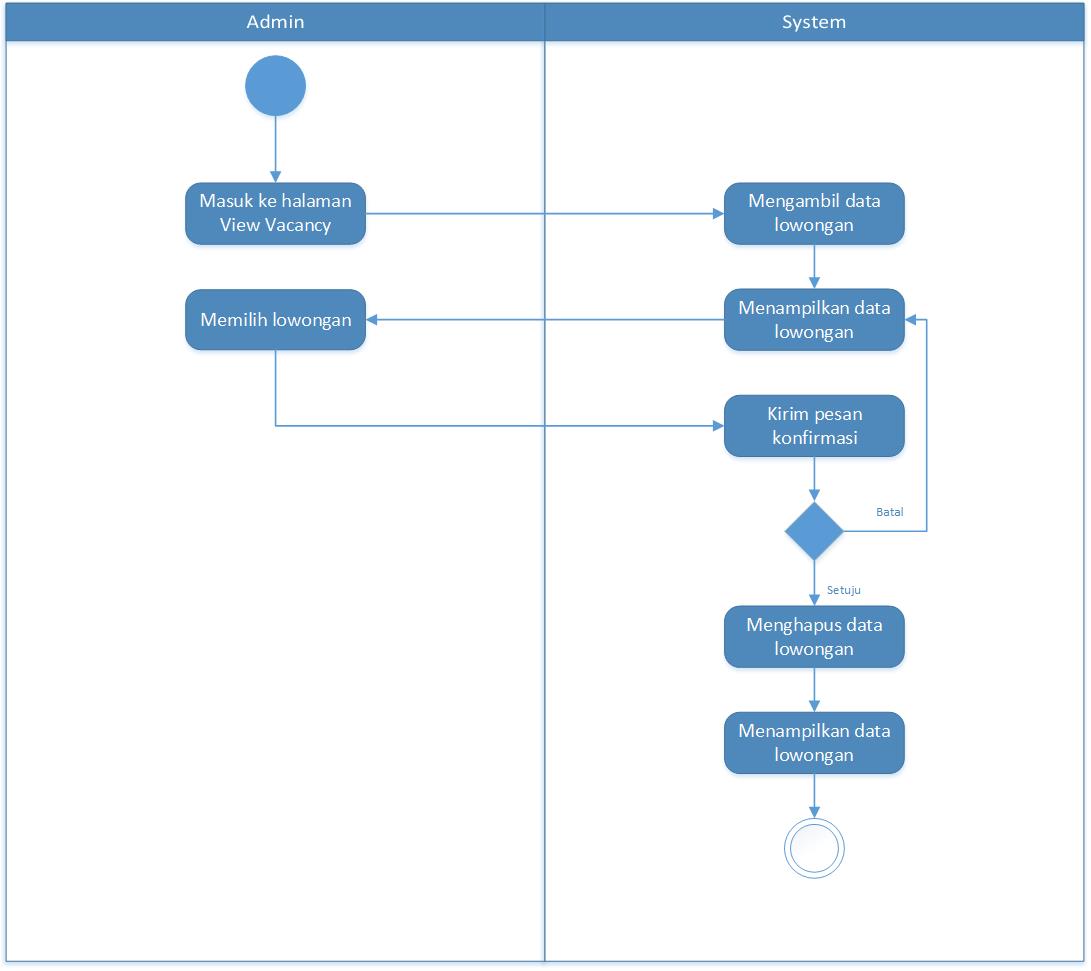 Admin
System
Masuk ke halaman
View Vacancy
Mengambil data
lowongan
Memilih lowongan
Menampilkan data
lowongan
Kirim pesan
konfirmasi
Batal
Setuju
Menghapus data
lowongan
Menampilkan data
lowongan